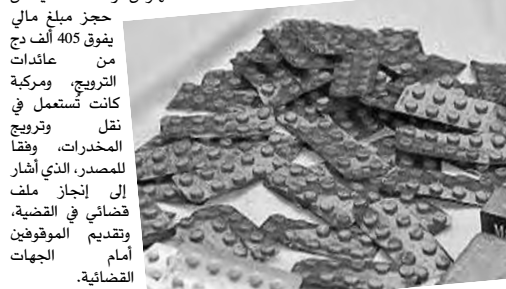 حجز مبلغ مالي
يفوق 405 ألف دج
من عائدات
الترويج، ومركبة
كانت تُستعمل في
نقل وترويج
المخدرات، وفقا
للمصدر، الذي أشار
إلى إنجاز ملف
قضائي في القضية،
وتقديم الموقوفين
أمام الجهات
القضائية.